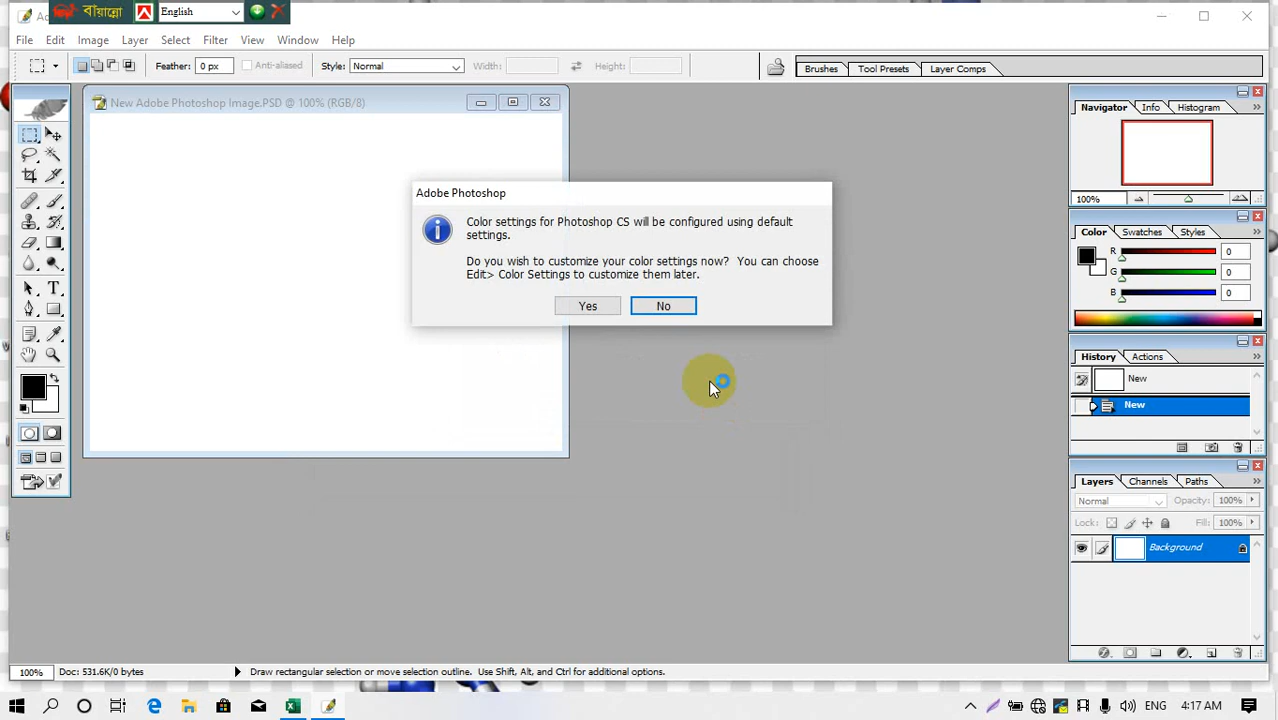 বায়ান্নো English
File Edit Image Layer Select Filter View Window Help
Feather: 0 px Anti-aliased Style: Normal Width: Height: Brushes Tool Presets Layer Comps
New Adobe Photoshop Image.PSD @ 100% (RGB/8)
Navigator Info Histogram
100%
Adobe Photoshop
Color settings for Photoshop CS will be configured using default
settings.
Do you wish to customize your color settings now? You can choose
Edit> Color Settings to customize them later.
Yes No
Color Swatches Styles
R 0
G 0
B 0
History Actions
New
New
Layers Channels Paths
Normal Opacity: 100%
Lock: Fill: 100%
Background
100% Doc: 531.6K/0 bytes Draw rectangular selection or move selection outline. Use Shift, Alt, and Ctrl for additional options.
ENG 4:17 AM